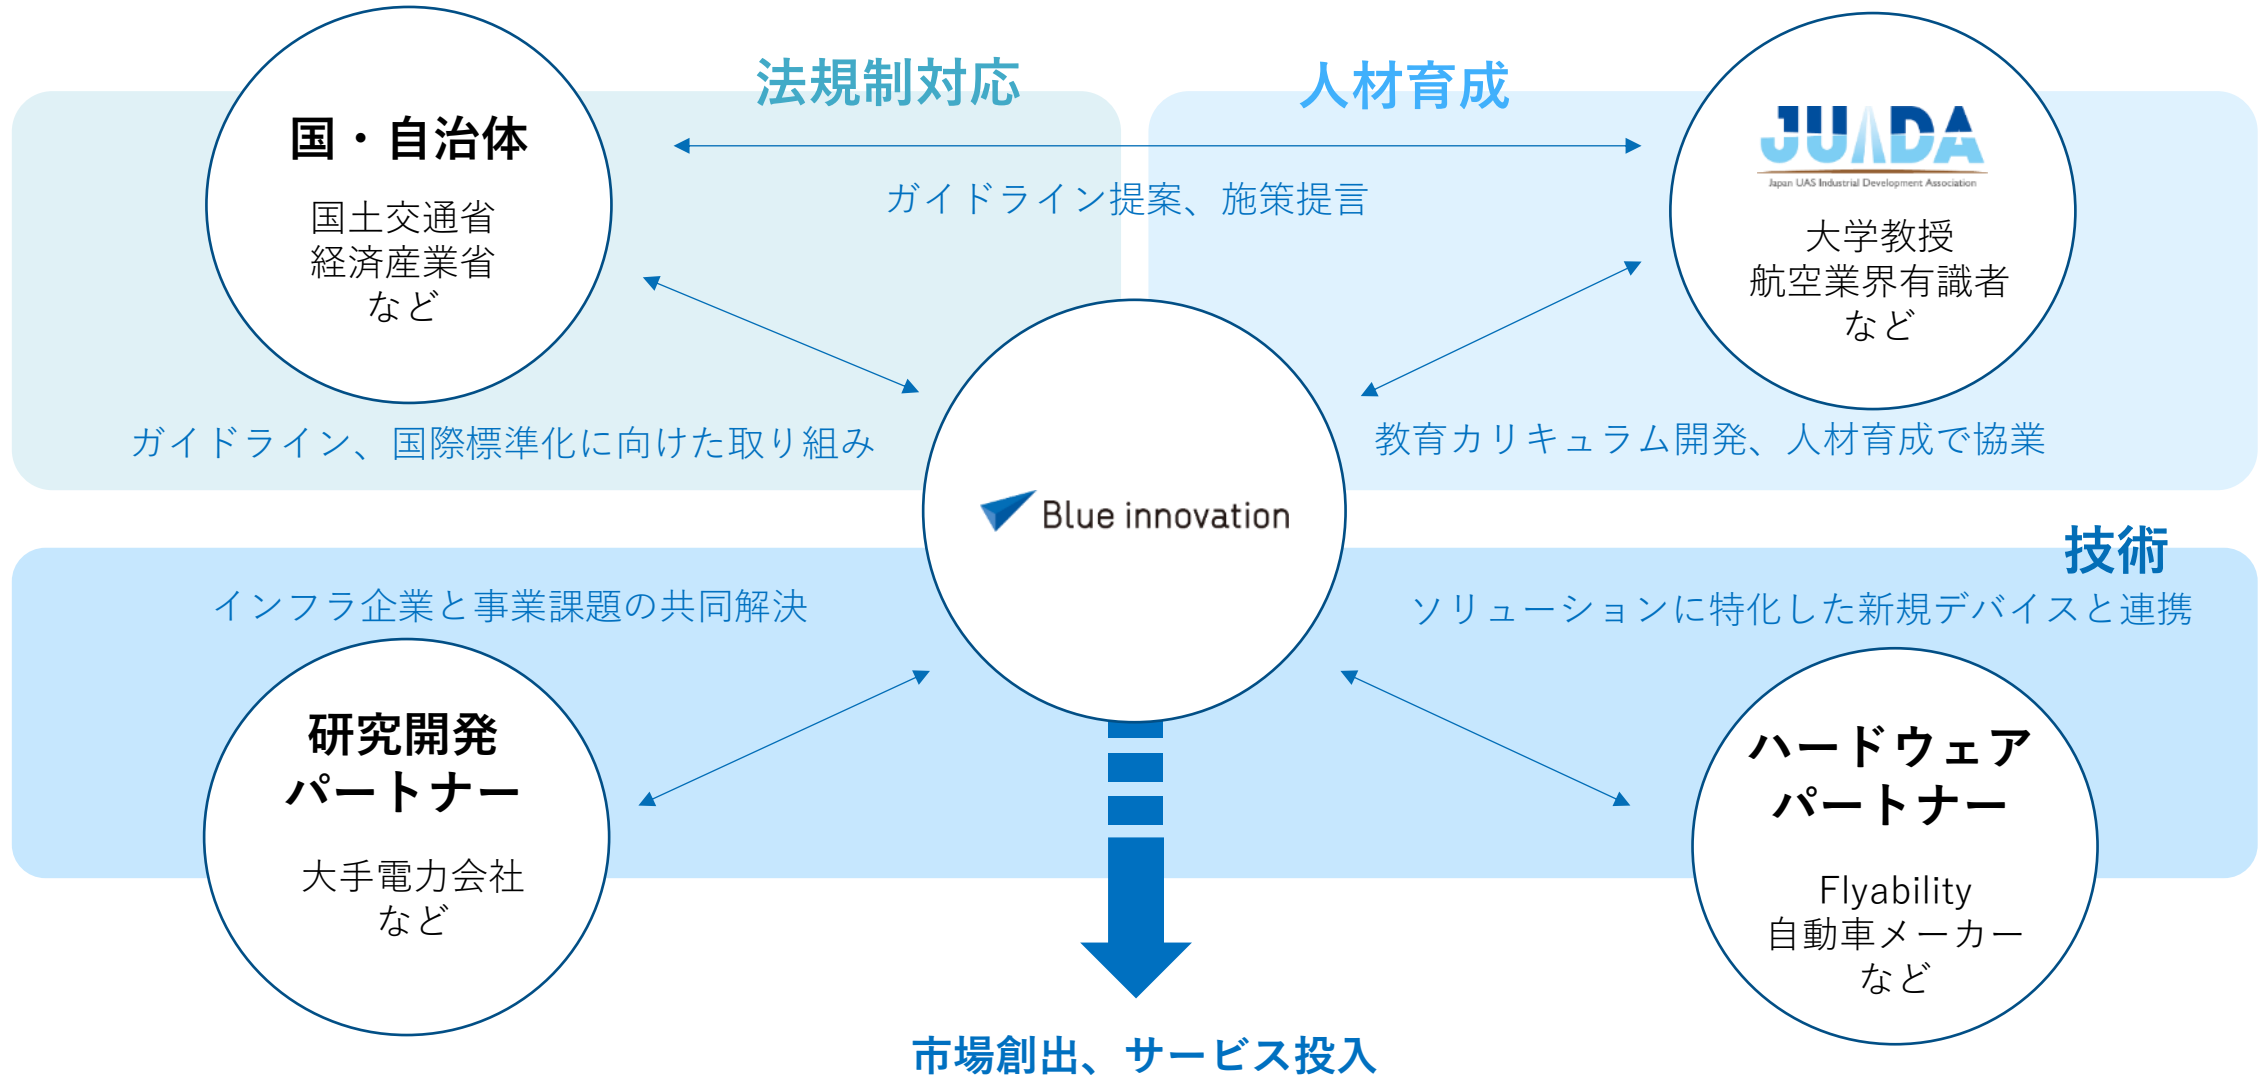 法規制対応
人材育成
国・自治体
国土交通省
経済産業省
など
ガイドライン提案、施策提言
JUIDA
Japan UAS Industrial Development Association
大学教授
航空業界有識者
など
ガイドライン、国際標準化に向けた取り組み
教育カリキュラム開発、人材育成で協業
Blue innovation
技術
インフラ企業と事業課題の共同解決
ソリューションに特化した新規デバイスと連携
研究開発
パートナー
大手電力会社
など
ハードウェア
パートナー
Flyability
自動車メーカー
など
市場創出、サービス投入